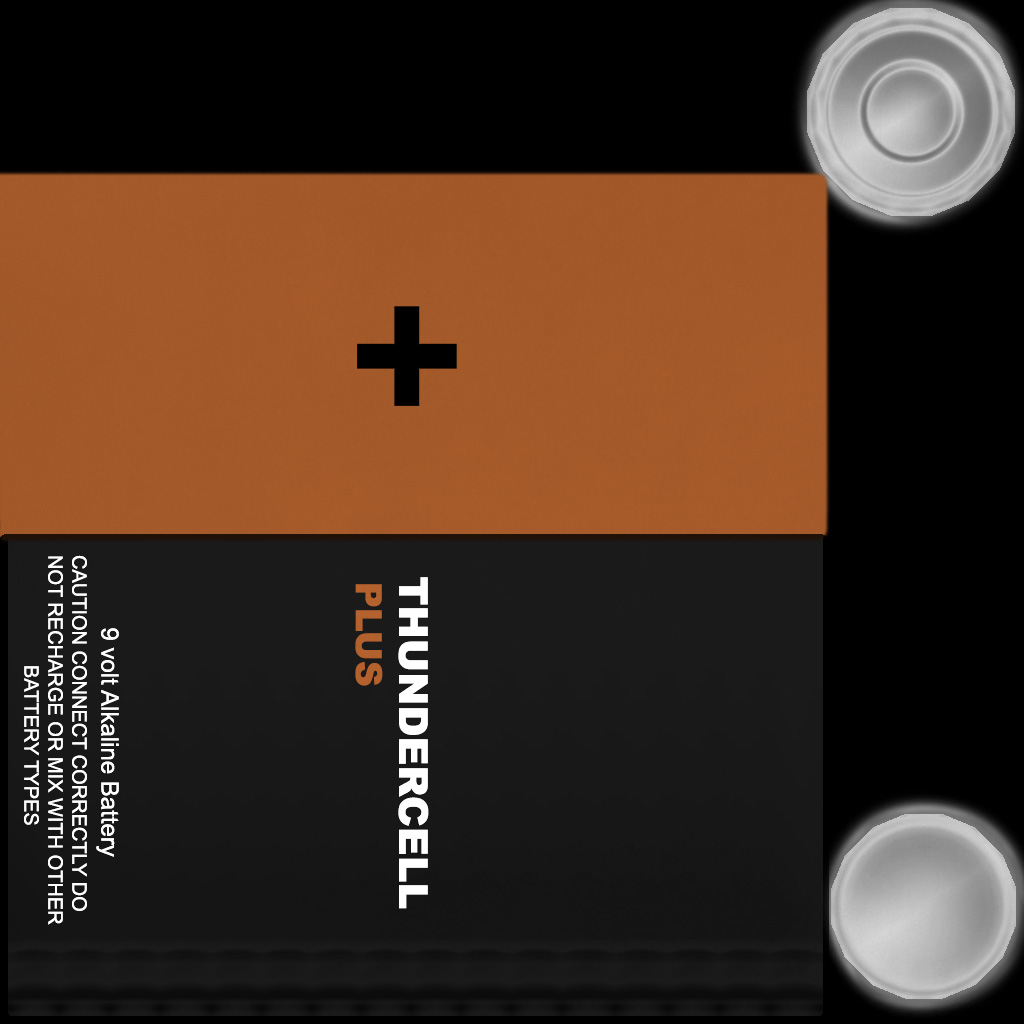 +
THUNDERCELL
PLUS
9 volt Alkaline Battery
CAUTION CONNECT CORRECTLY DO
NOT RECHARGE OR MIX WITH OTHER
BATTERY TYPES